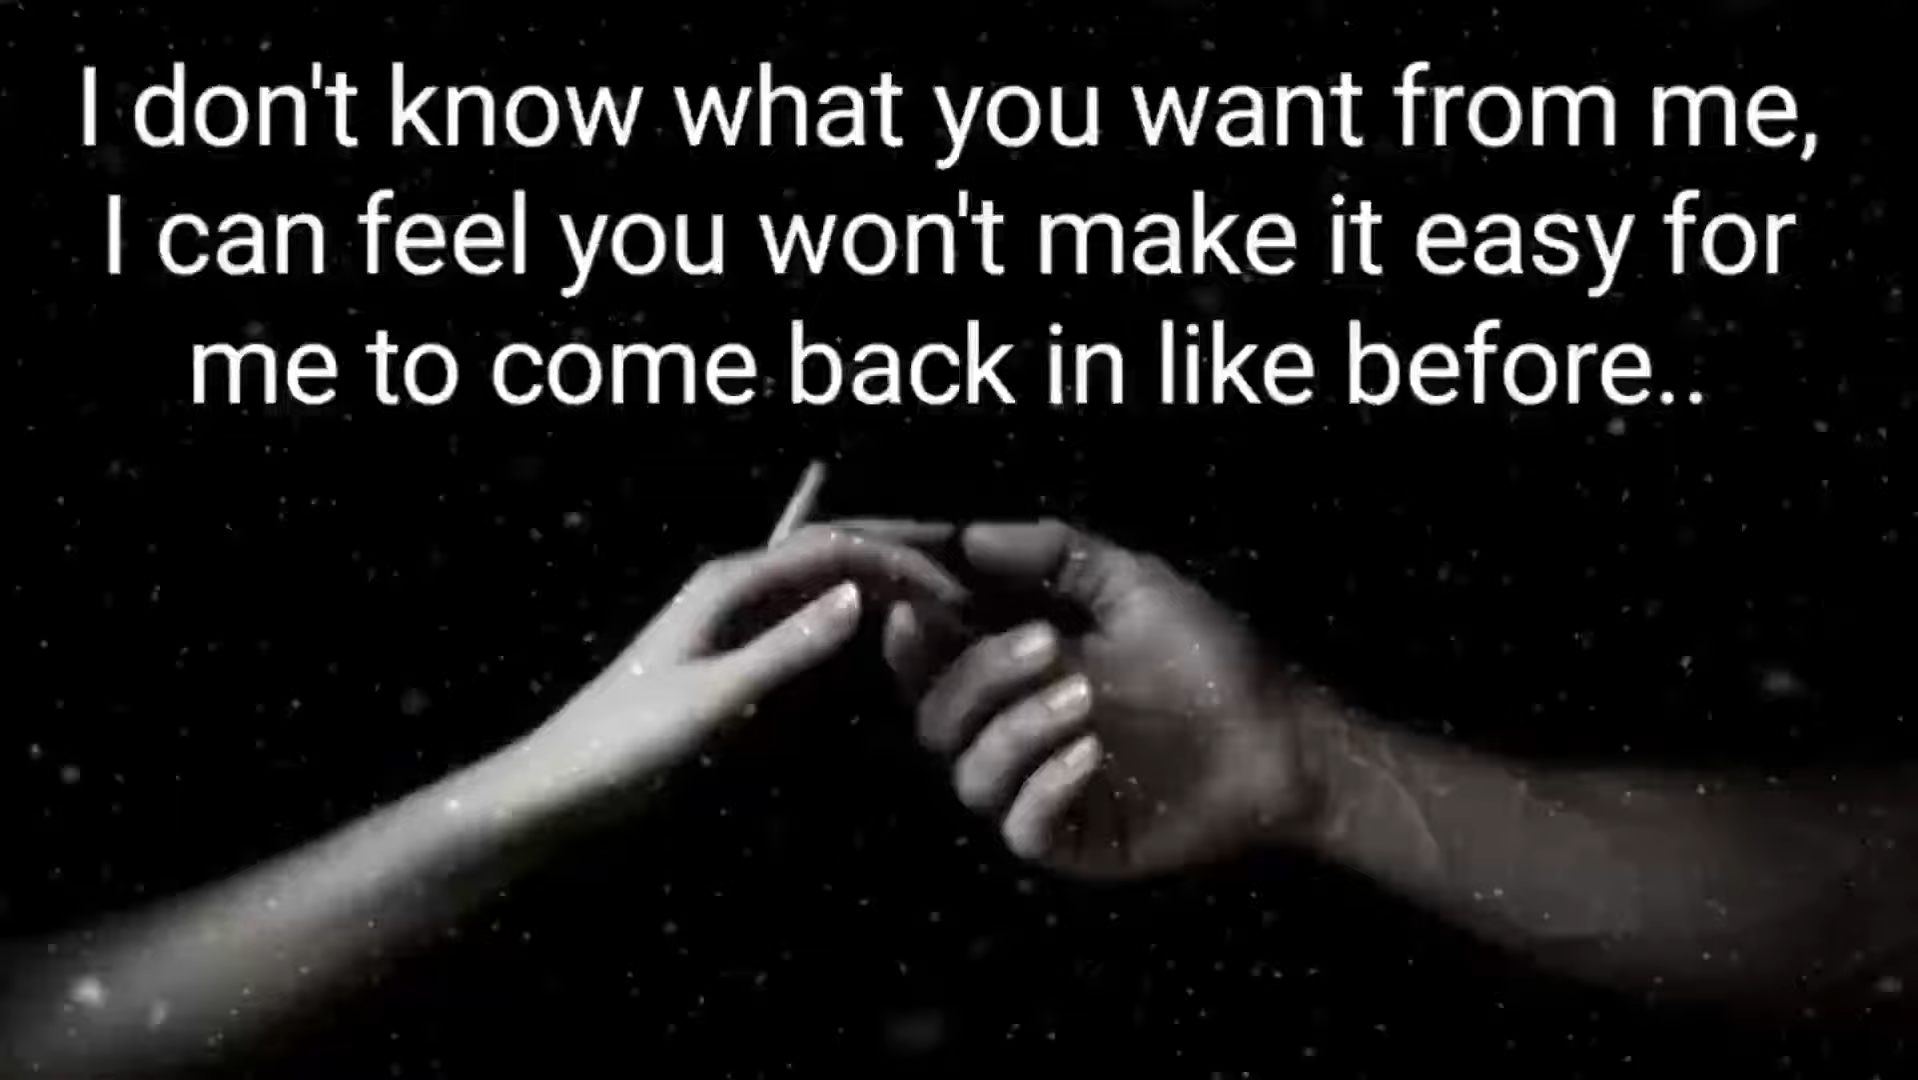 I don't know what you want from me,
I can feel you won't make it easy for
me to come back in like before..